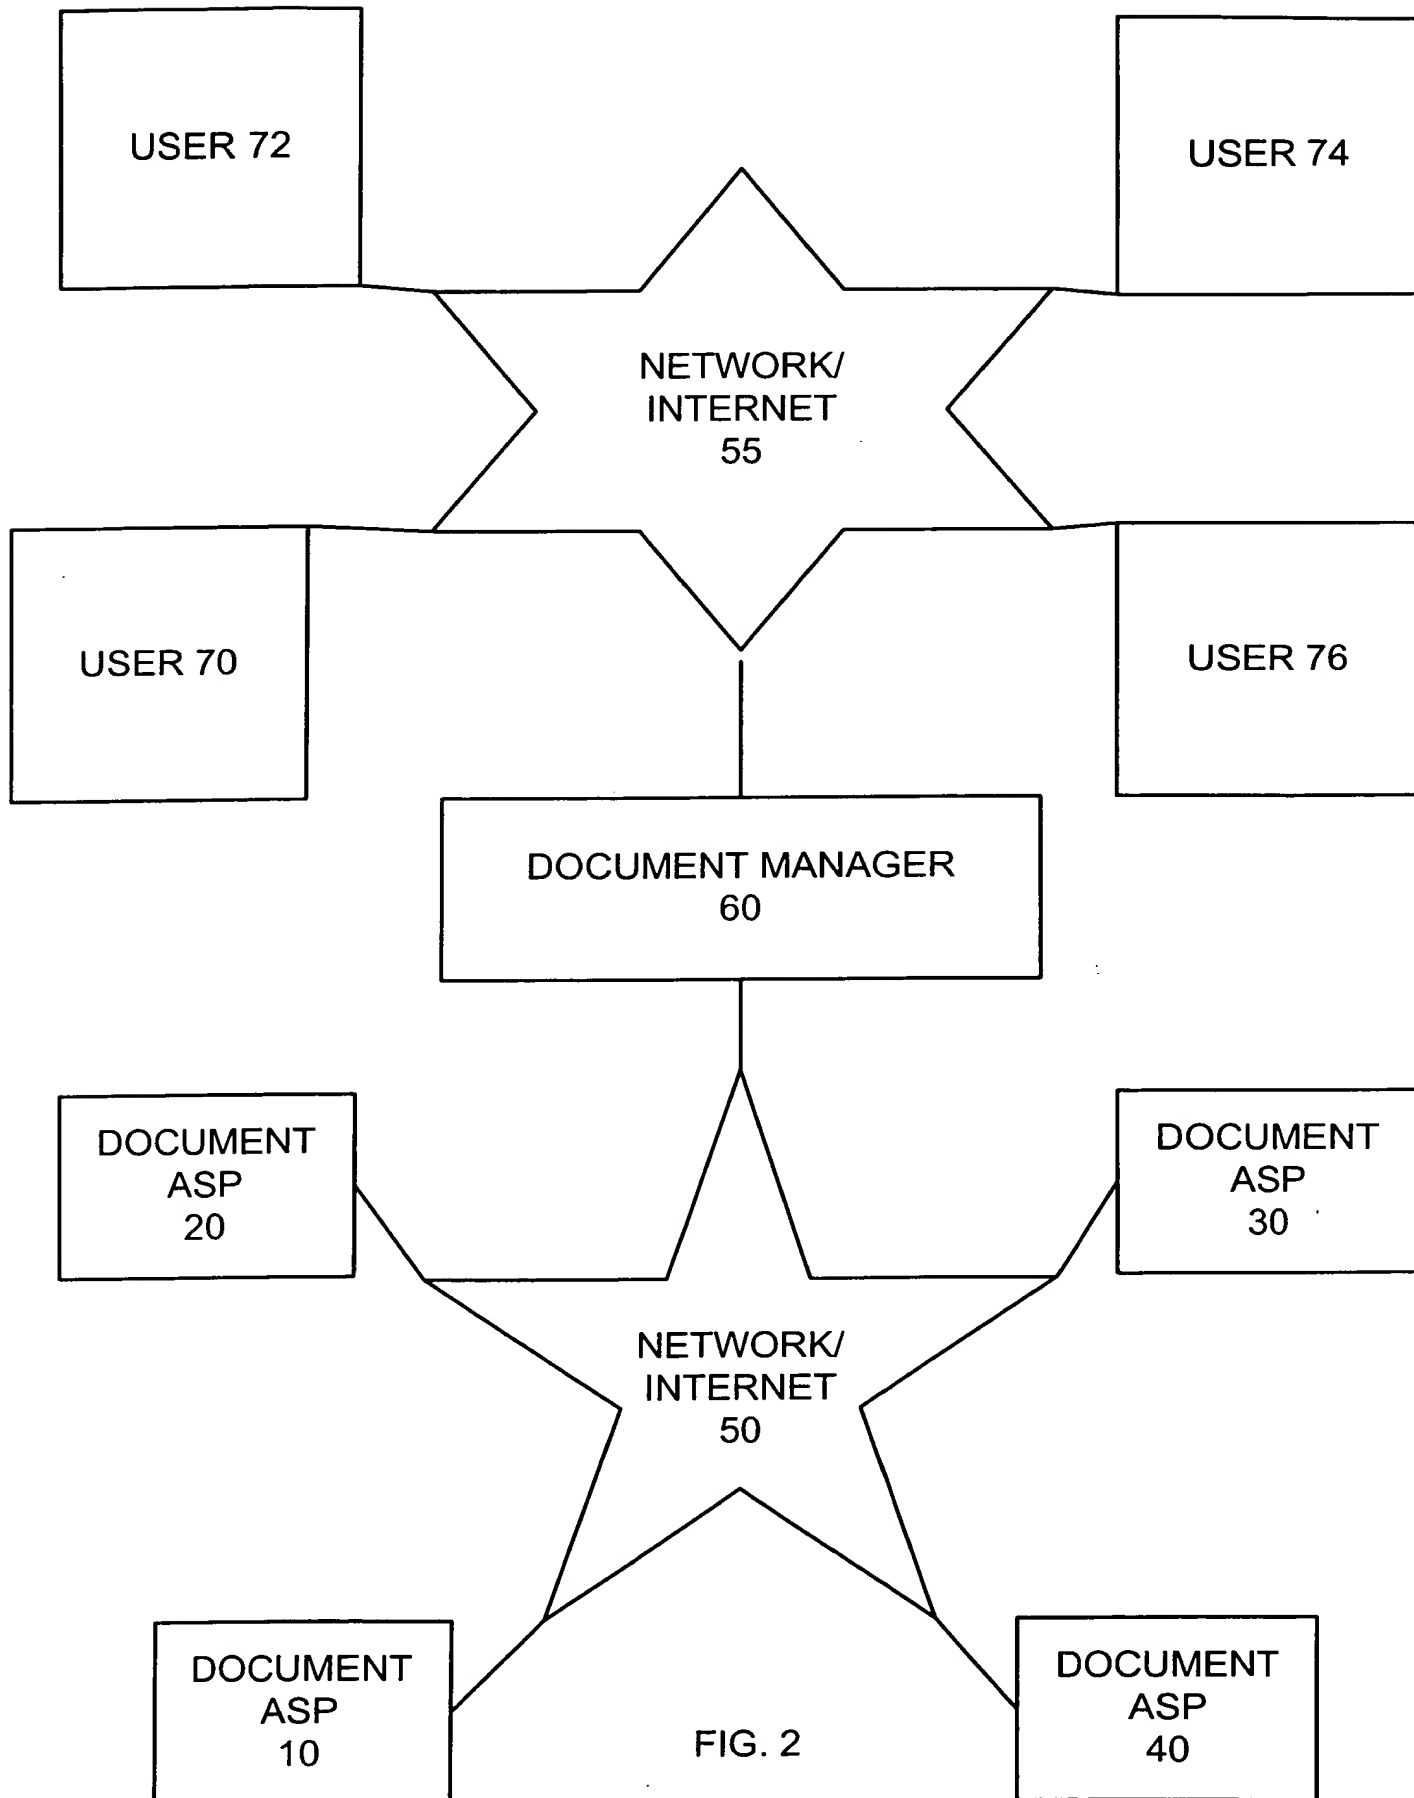 USER 72
USER 74
NETWORK/
INTERNET
55
USER 70
USER 76
DOCUMENT MANAGER
60
DOCUMENT
ASP
20
DOCUMENT
ASP
30
NETWORK/
INTERNET
50
DOCUMENT
ASP
10
DOCUMENT
ASP
40
FIG. 2